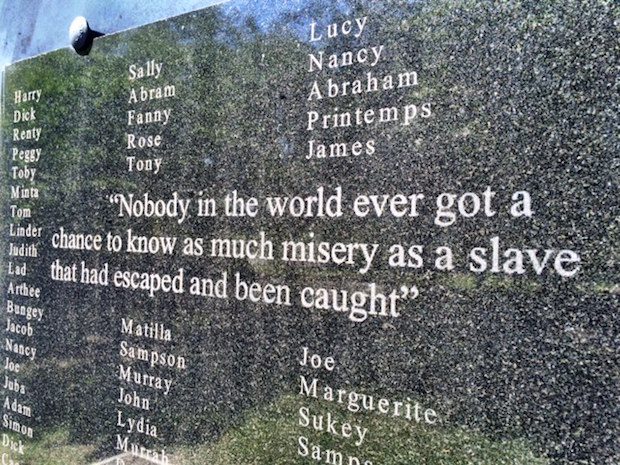 Harry
Dick
Renty
Peggy
Toby
Minta
Tom
Linder
Judith
Lad
Arthee
Bungey
Jacob
Nancy
Joe
Juba
Adam
Simon
Dick
Sally
Abram
Fanny
Rose
Tony
Lucy
Nancy
Abraham
Printemps
James
“Nobody in the world ever got a
chance to know as much misery as a slave
that had escaped and been caught”
Matilla
Sampson
Murray
John
Lydia
Murrah
Joe
Marguerite
Sukey